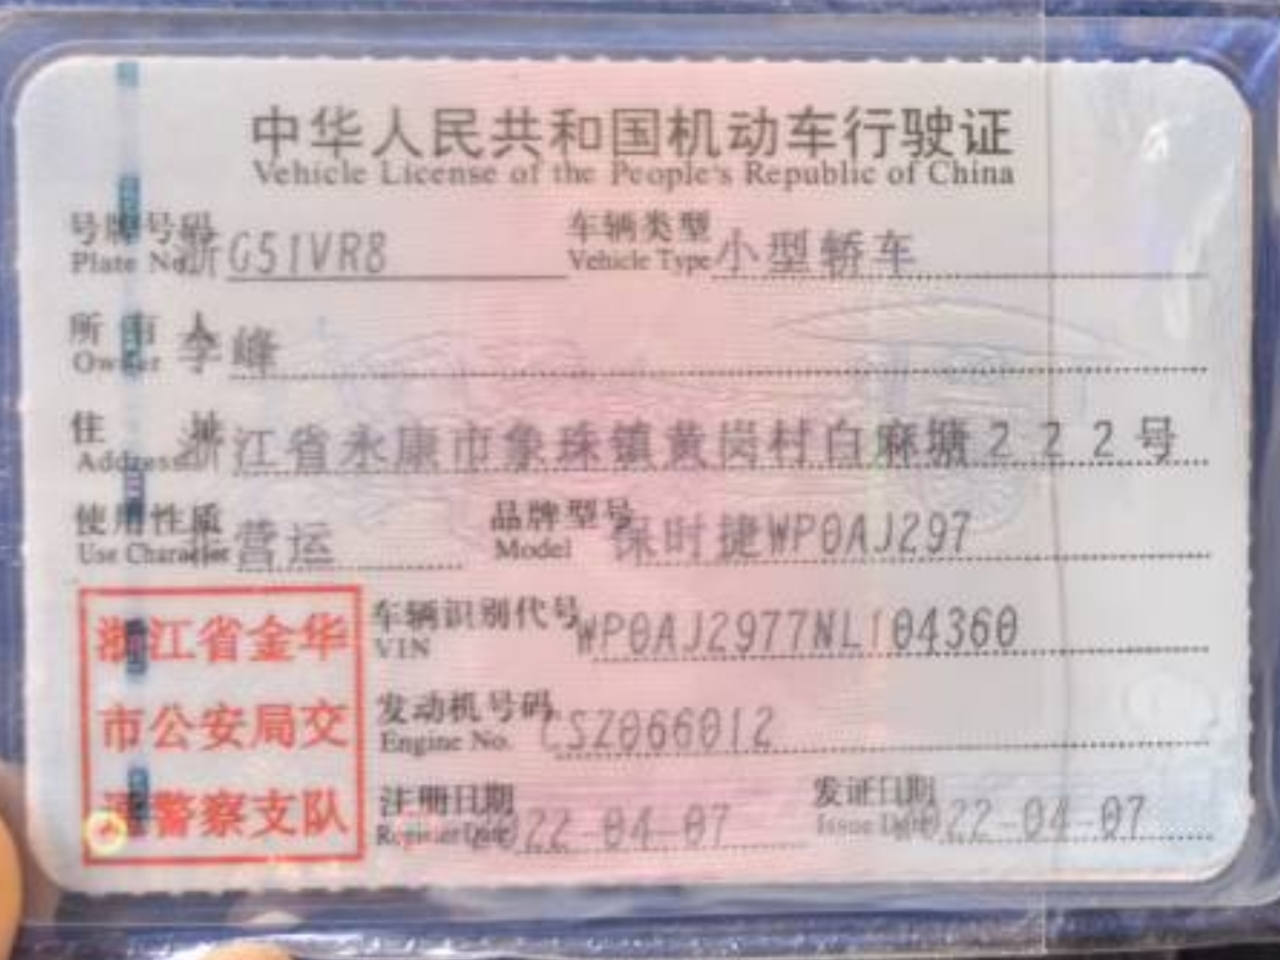 中华人民共和国机动车行驶证
Vehicle License of the People's Republic of China
号牌号码 浙G51VR8 车辆类型 小型轿车
Plate No. Vehicle Type
所有人 李峰
Owner
住址 浙江省永康市象珠镇黄岗村白麻塘222号
Address
使用性质 非营运 品牌型号 保时捷WP0AJ297
Use Character Model
车辆识别代号 WP0AJ2977NL104360
VIN
发动机号码 CSZ066012
Engine No.
注册日期 2022-04-07 发证日期 2022-04-07
Register Date Issue Date
浙江省金华
市公安局交
通警察支队